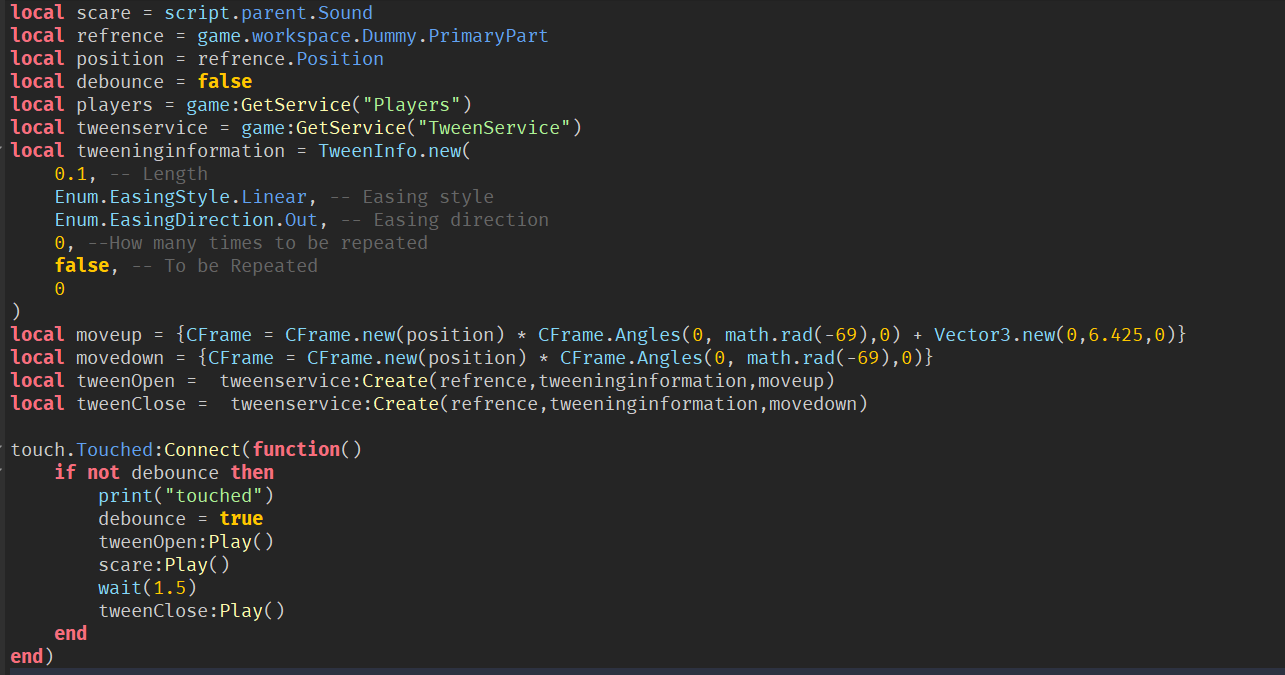 local scare = script.parent.Sound
local refrence = game.workspace.Dummy.PrimaryPart
local position = refrence.Position
local debounce = false
local players = game:GetService("Players")
local tweenservice = game:GetService("TweenService")
local tweeninginformation = TweenInfo.new(
    0.1, -- Length
    Enum.EasingStyle.Linear, -- Easing style
    Enum.EasingDirection.Out, -- Easing direction
    0, --How many times to be repeated
    false, -- To be Repeated
    0
)
local moveup = {CFrame = CFrame.new(position) * CFrame.Angles(0, math.rad(-69),0) + Vector3.new(0,6.425,0)}
local movedown = {CFrame = CFrame.new(position) * CFrame.Angles(0, math.rad(-69),0)}
local tweenOpen =  tweenservice:Create(refrence,tweeninginformation,moveup)
local tweenClose =  tweenservice:Create(refrence,tweeninginformation,movedown)

touch.Touched:Connect(function()
    if not debounce then
        print("touched")
        debounce = true
        tweenOpen:Play()
        scare:Play()
        wait(1.5)
        tweenClose:Play()
    end
end)